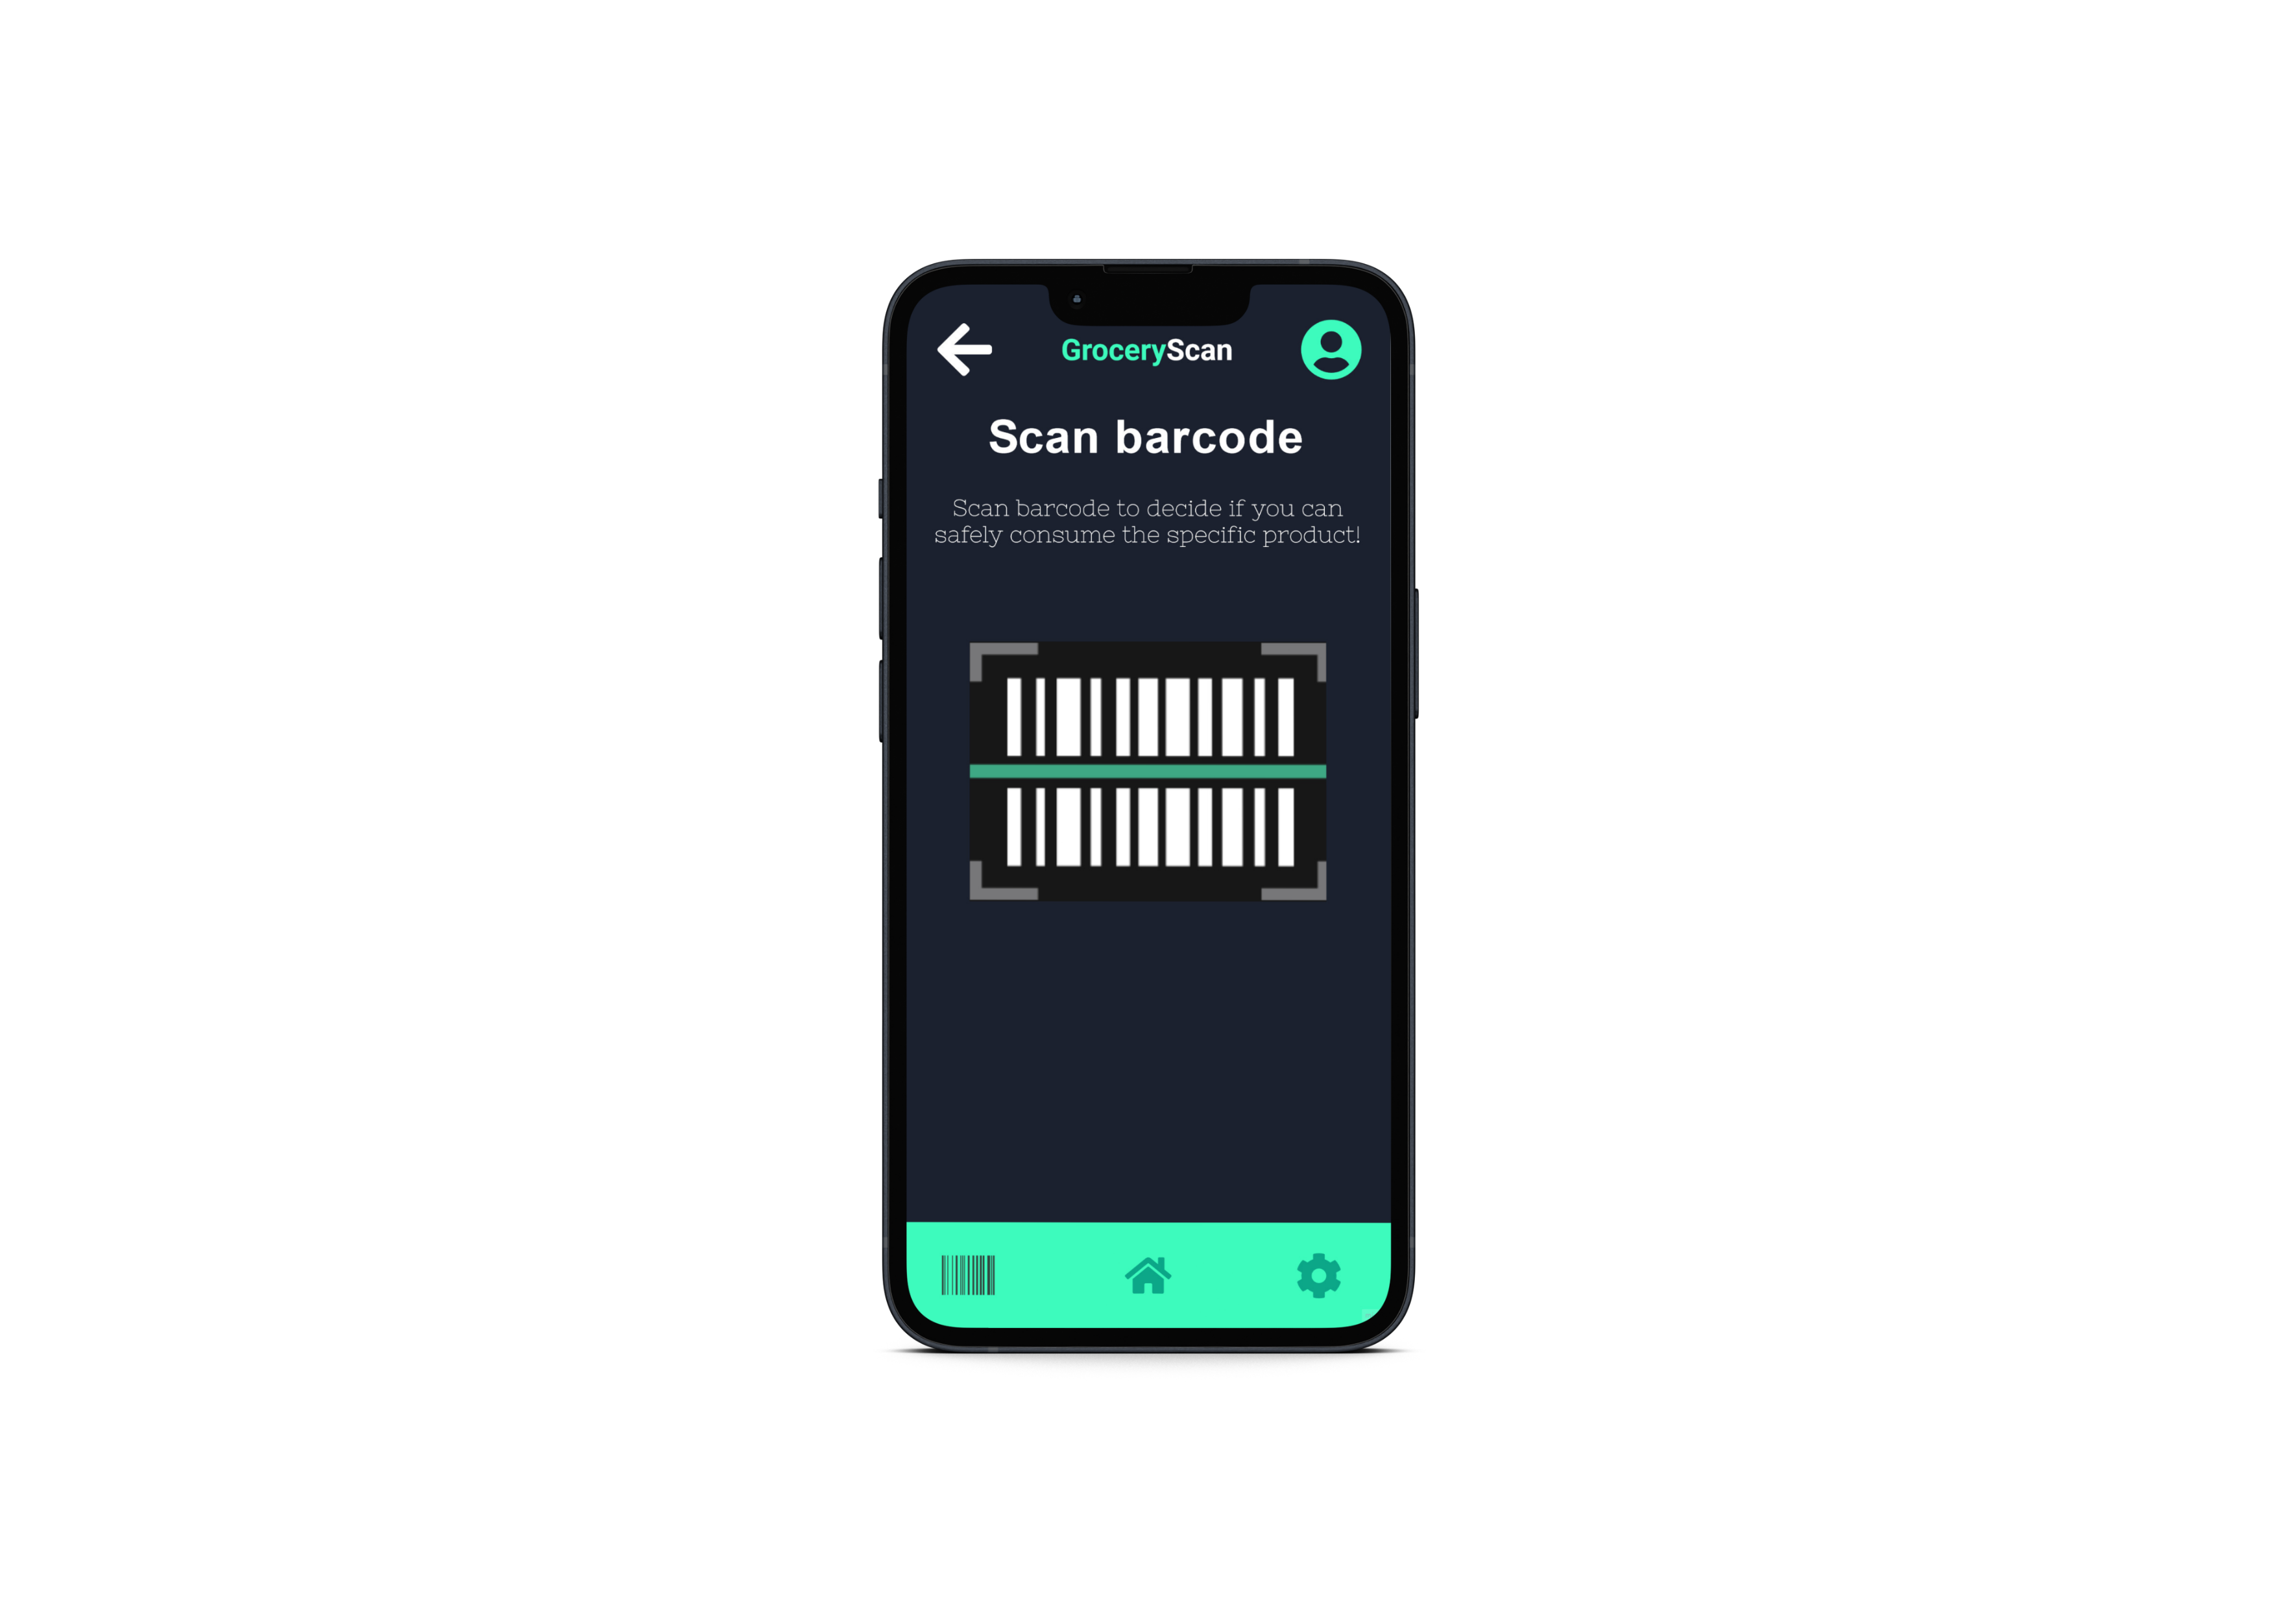 GroceryScan
Scan barcode
Scan barcode to decide if you can
safely consume the specific product!